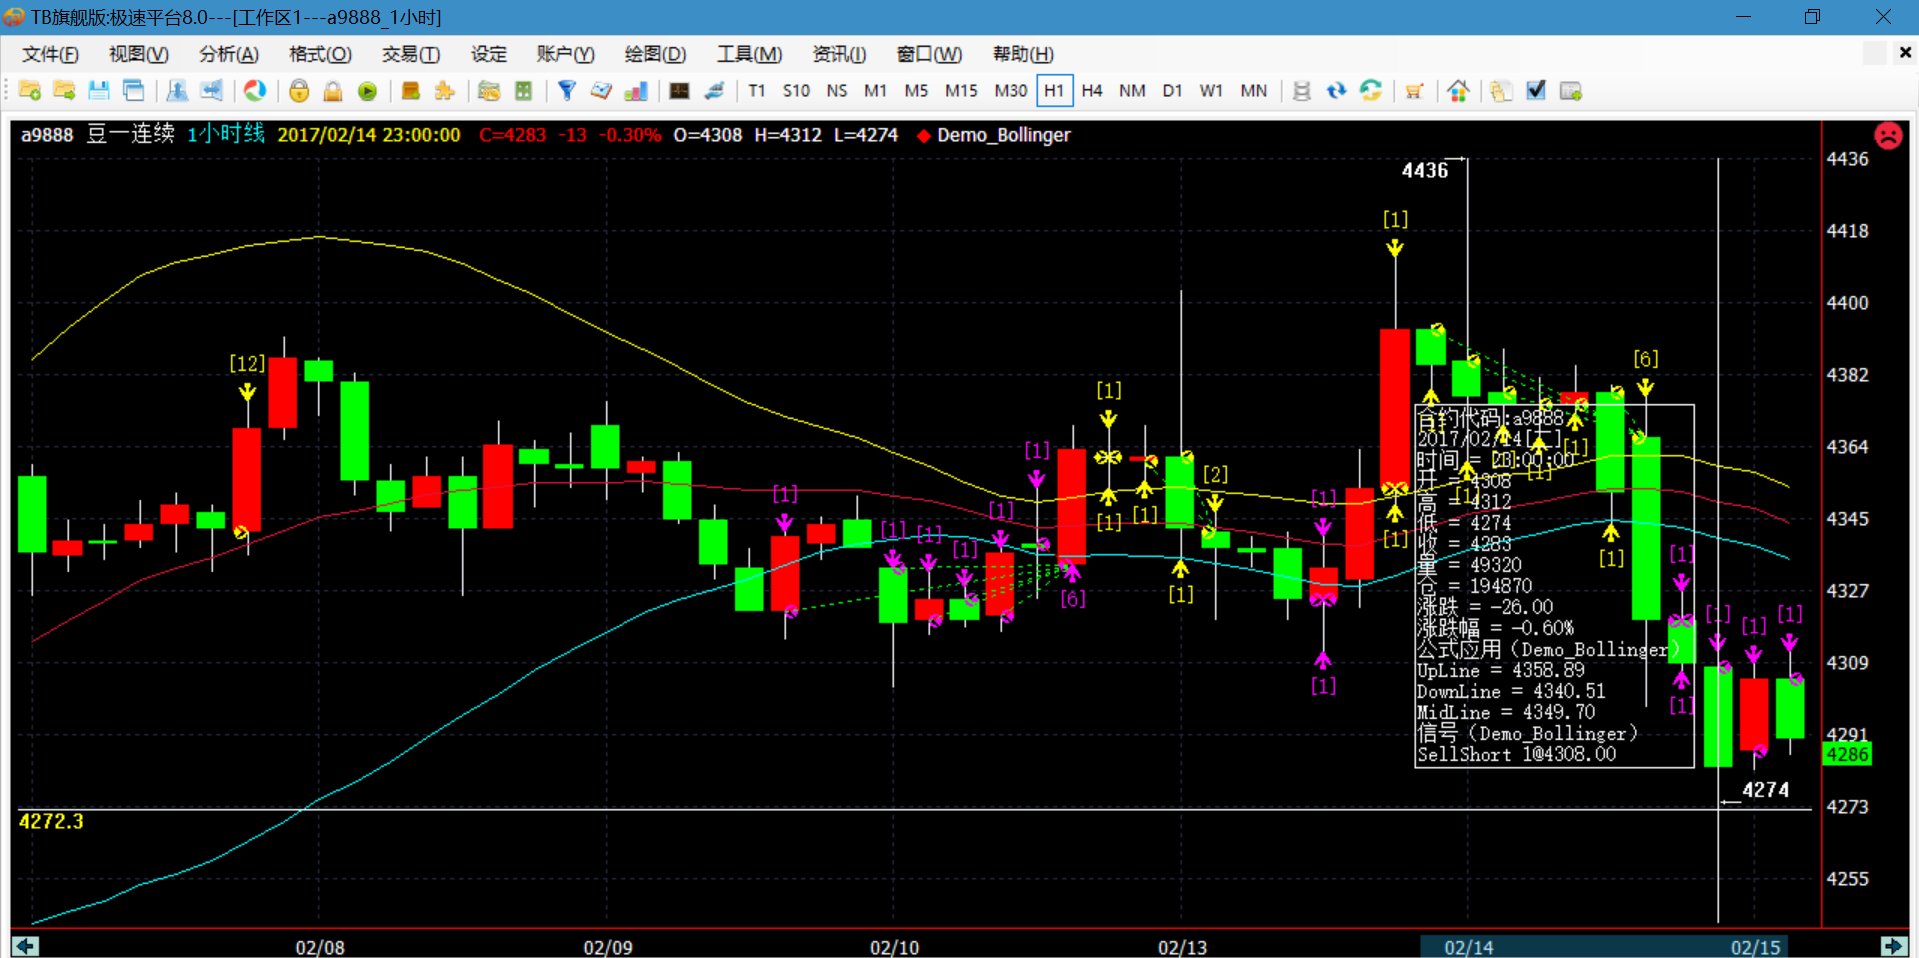 TB旗舰版:极速平台8.0---[工作区1---a9888_1小时]
文件(F) 视图(V) 分析(A) 格式(O) 交易(T) 设定 账户(Y) 绘图(D) 工具(M) 资讯(I) 窗口(W) 帮助(H)
T1 S10 NS M1 M5 M15 M30 H1 H4 NM D1 W1 MN
a9888 豆一连续 1小时线 2017/02/14 23:00:00 C=4283 -13 -0.30% O=4308 H=4312 L=4274 Demo_Bollinger
4436
4436
[1]
4418
4400
[12]
[6]
4382
[1]
合约代码:a9888
2017/02/14[二]
时间 = 23:00:00
开 = 4308
高 = 4312
低 = 4274
收 = 4283
量 = 49320
仓 = 194870
涨跌 = -26.00
涨跌幅 = -0.60%
公式应用(Demo_Bollinger)
UpLine = 4358.89
DownLine = 4340.51
MidLine = 4349.70
信号(Demo_Bollinger)
SellShort 1@4308.00
[1]
4364
[1]
[2]
[1]
[1]
[1]
[1]
[1]
[1]
[1]
4345
[1]
[1]
[1]
[1]
[1]
[1]
[1]
4327
[6]
[1]
[1]
[1]
[1]
4309
[1]
[1]
4291
4286
4274
4273
4272.3
4255
02/08 02/09 02/10 02/13 02/14 02/15